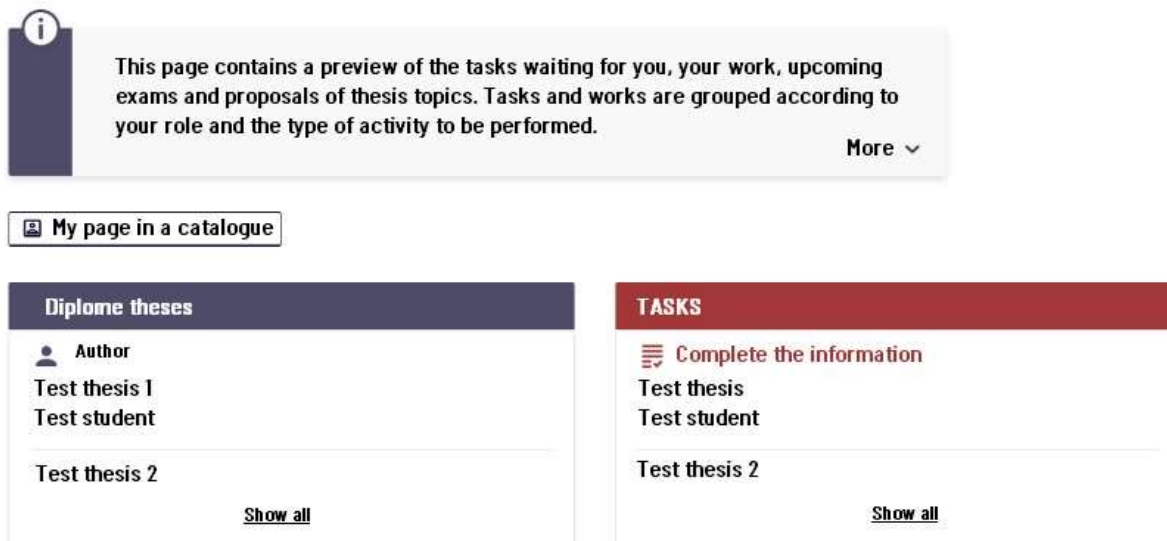 This page contains a preview of the tasks waiting for you, your work, upcoming
exams and proposals of thesis topics. Tasks and works are grouped according to
your role and the type of activity to be performed.
More
My page in a catalogue
Diplome theses
Author
Test thesis 1
Test student
Test thesis 2
Show all
TASKS
Complete the information
Test thesis
Test student
Test thesis 2
Show all